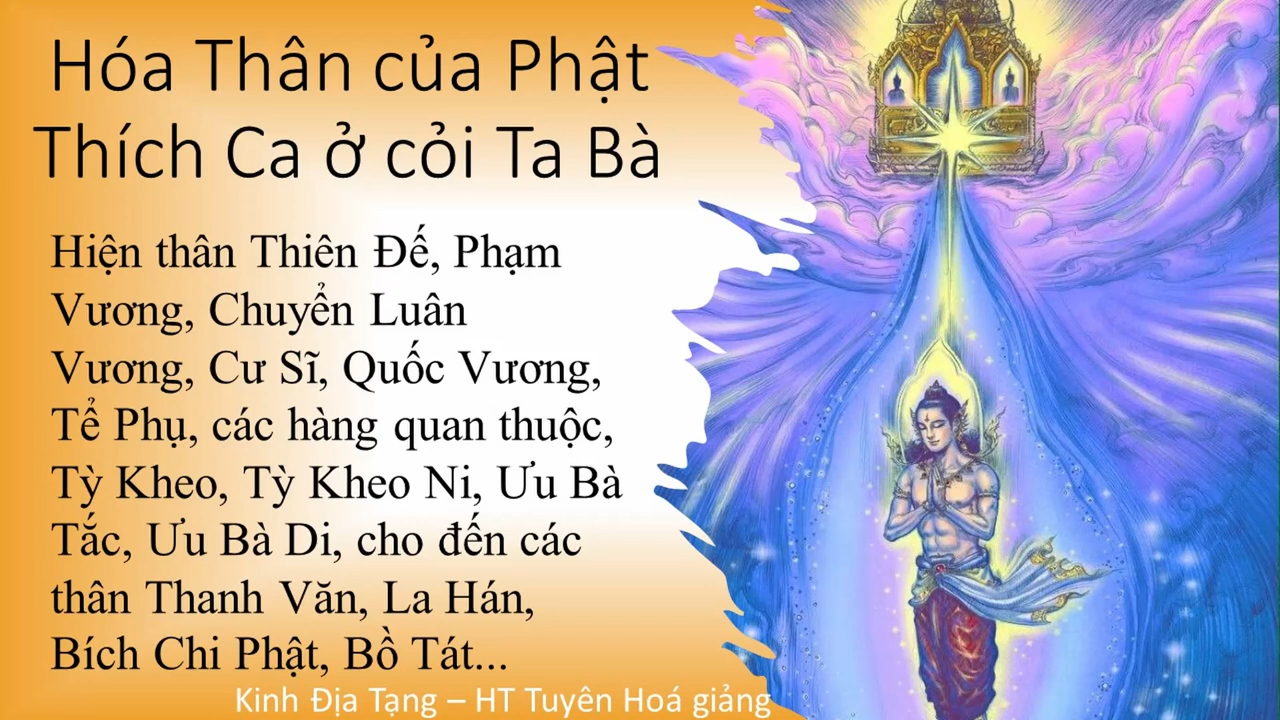 Hóa Thân của Phật
Thích Ca ở cỏi Ta Bà
Hiện thân Thiên Đế, Phạm
Vương, Chuyển Luân
Vương, Cư Sĩ, Quốc Vương,
Tể Phụ, các hàng quan thuộc,
Tỳ Kheo, Tỳ Kheo Ni, Ưu Bà
Tắc, Ưu Bà Di, cho đến các
thân Thanh Văn, La Hán,
Bích Chi Phật, Bồ Tát...
Kinh Địa Tạng – HT Tuyên Hoá giảng